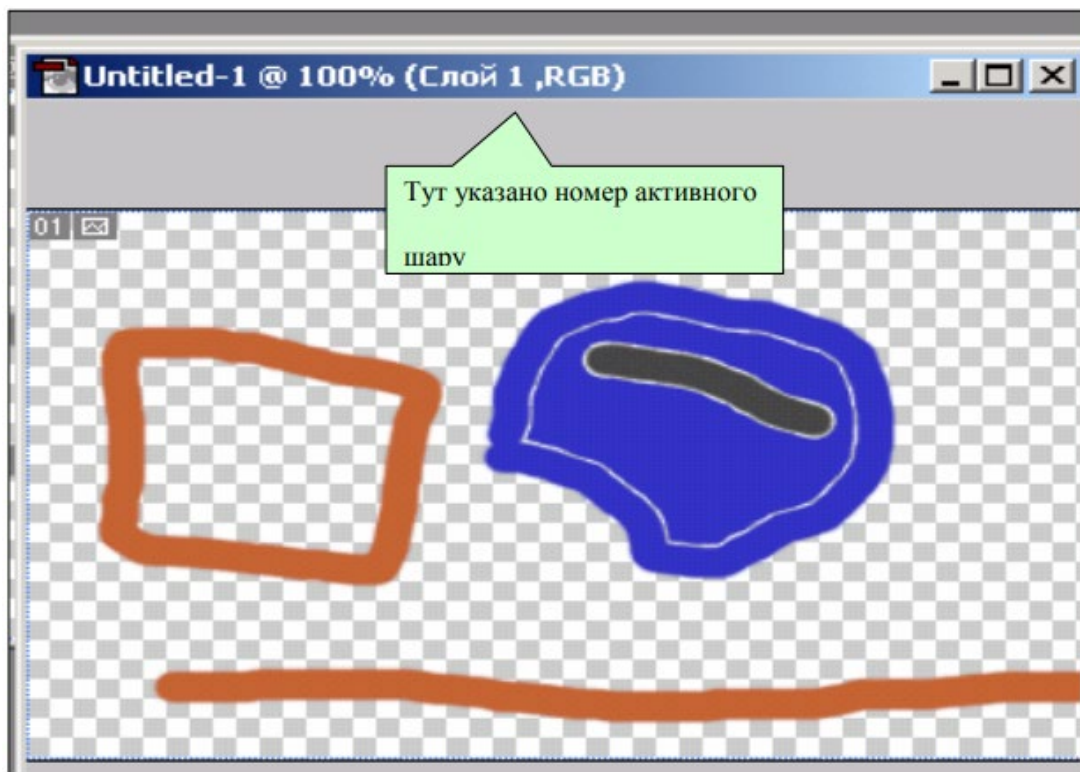 Untitled-1 @ 100% (Слой 1 ,RGB)
Тут указано номер активного
шару
01